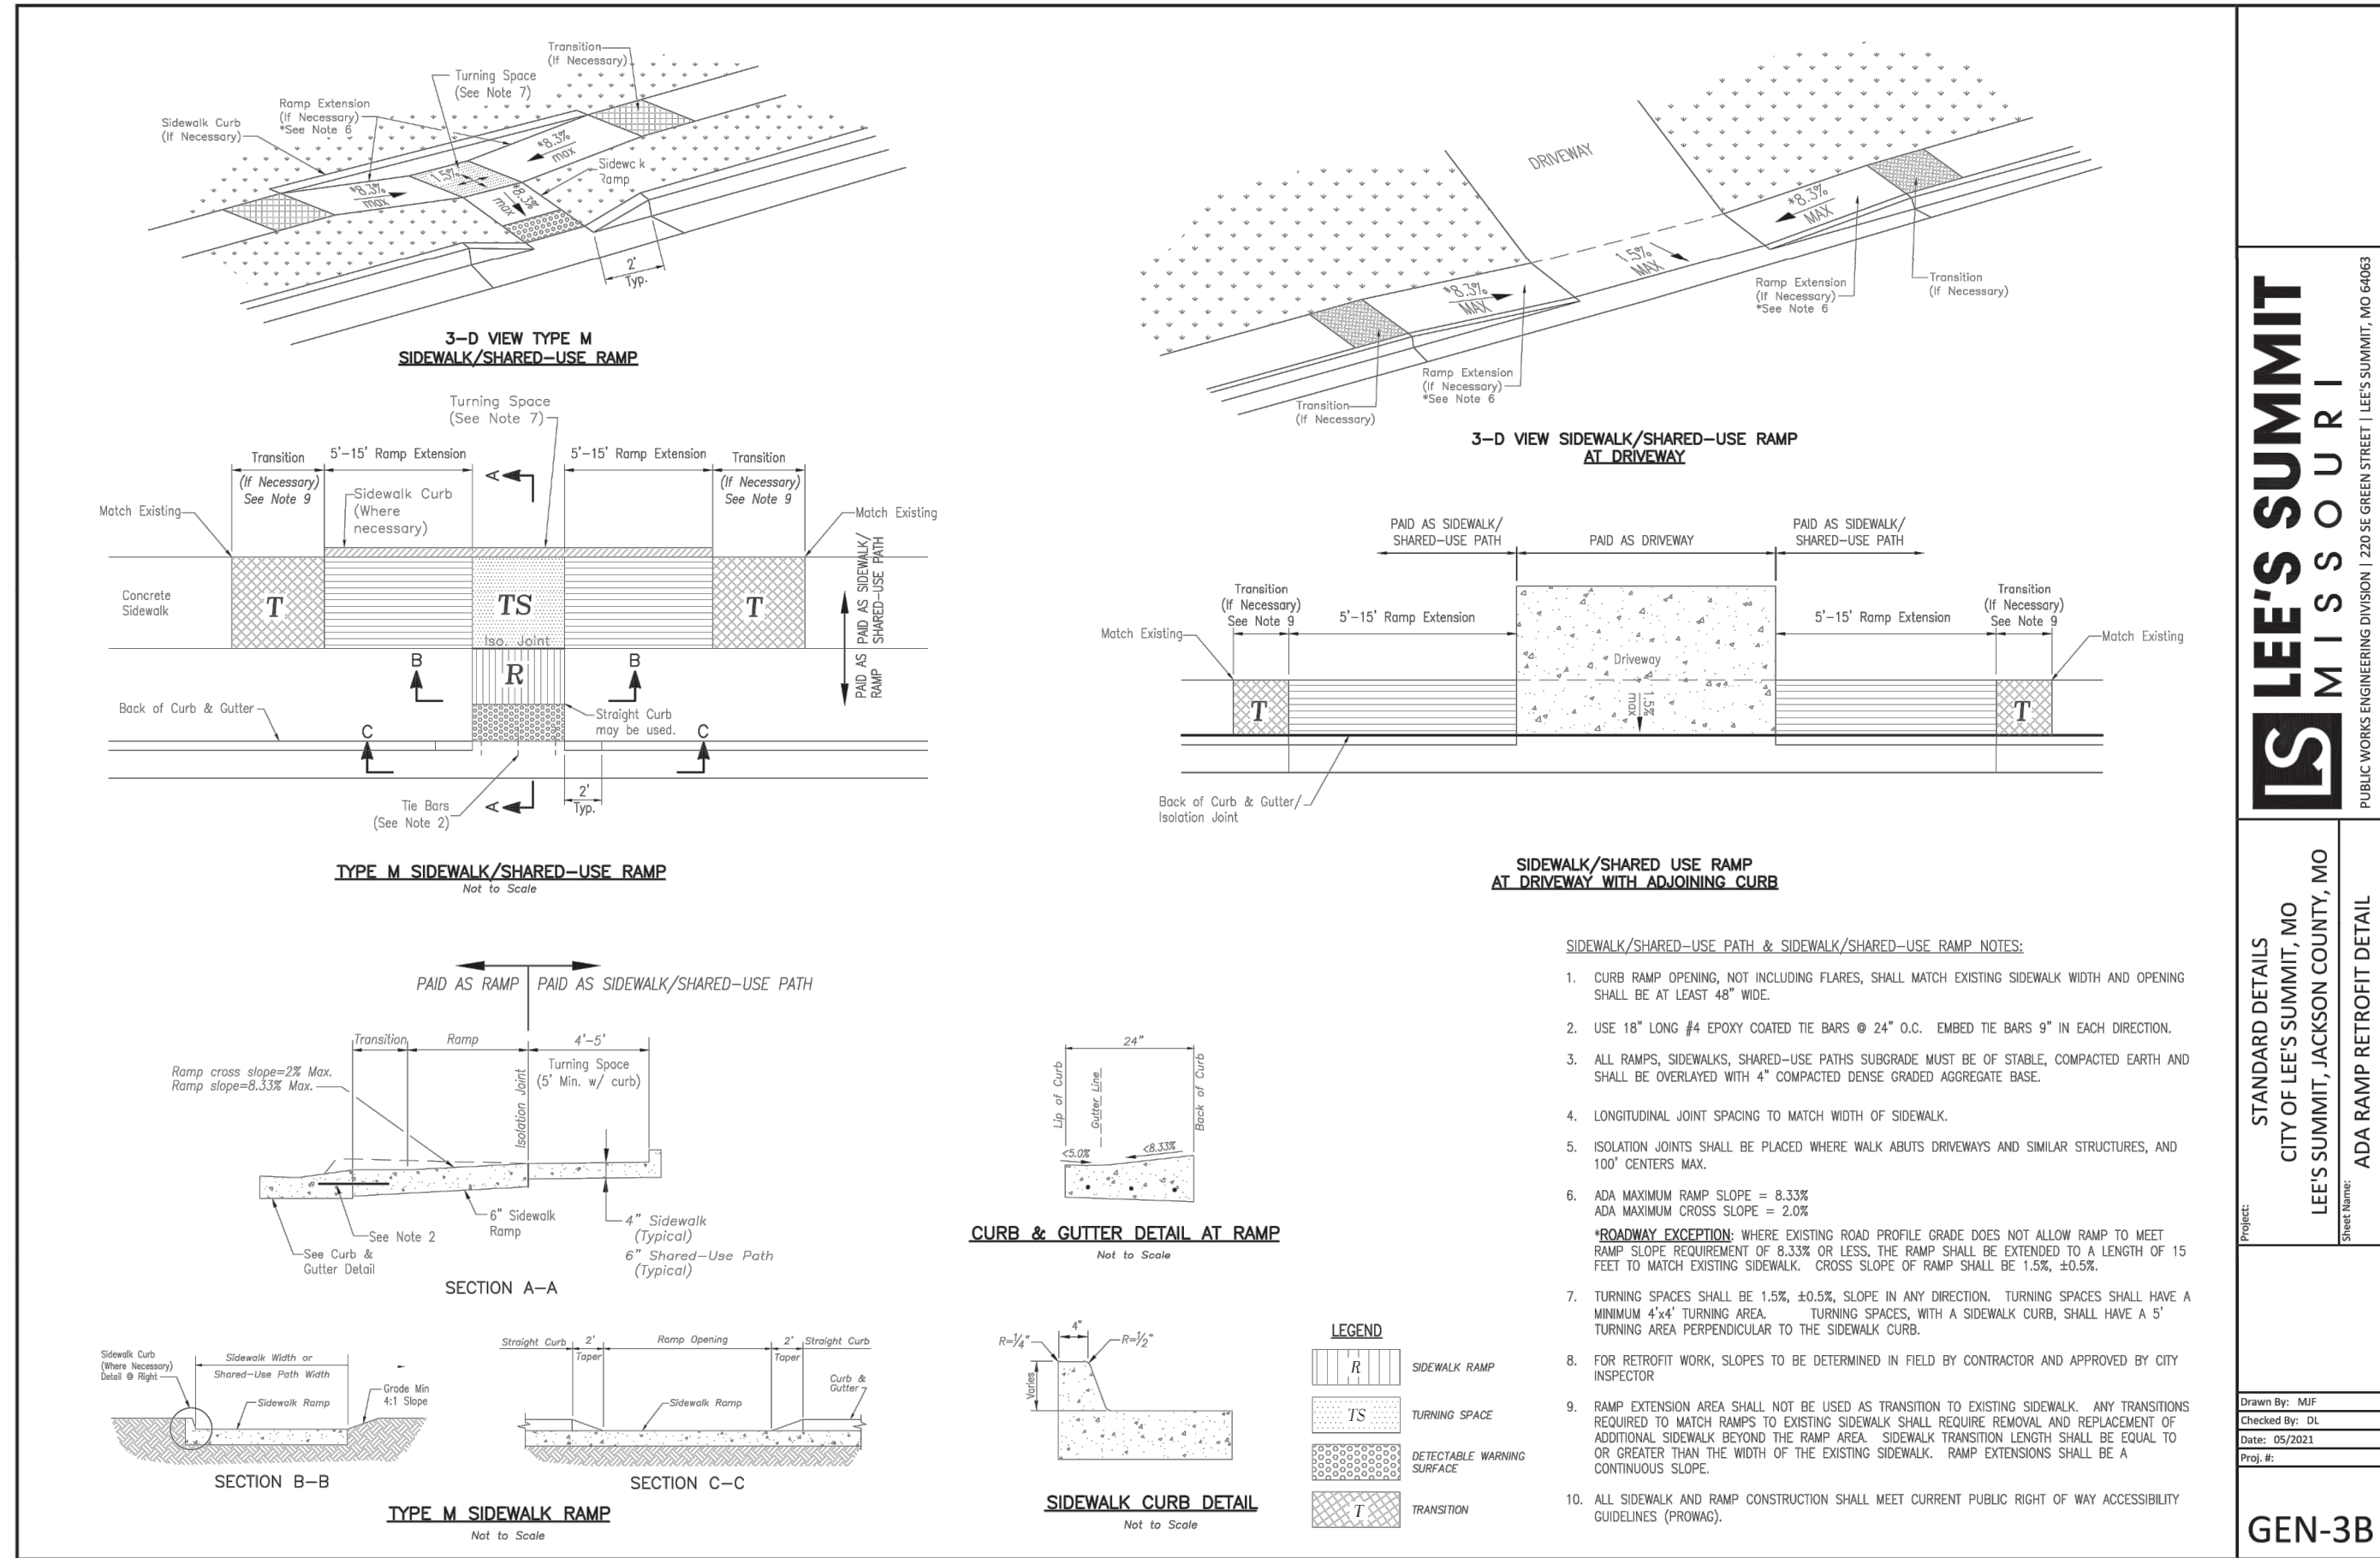 Transition
(If Necessary)
Turning Space
(See Note 7)
Ramp Extension
(If Necessary)
*See Note 6
Sidewalk Curb
(If Necessary)
*8.3%
max
1.5%
*8.3%
max
*8.3%
max
Ramp
2'
Typ.
3-D VIEW TYPE M
SIDEWALK/SHARED-USE RAMP
DRIVEWAY
*8.3%
MAX
1.5%
MAX
*8.3%
MAX
Ramp Extension
(If Necessary)
*See Note 6
Transition
(If Necessary)
Ramp Extension
(If Necessary)
*See Note 6
Transition
(If Necessary)
3-D VIEW SIDEWALK/SHARED-USE RAMP
AT DRIVEWAY
Turning Space
(See Note 7)
Transition
(If Necessary)
See Note 9
5'-15' Ramp Extension
A
5'-15' Ramp Extension
Transition
(If Necessary)
See Note 9
Sidewalk Curb
(Where
necessary)
Match Existing
Match Existing
Concrete
Sidewalk
T
TS
T
Iso. Joint
PAID AS SIDEWALK/
SHARED-USE PATH
PAID AS
RAMP
B
R
B
Back of Curb & Gutter
Straight Curb
may be used.
C
C
Tie Bars
(See Note 2)
A
2'
Typ.
TYPE M SIDEWALK/SHARED-USE RAMP
Not to Scale
PAID AS SIDEWALK/
SHARED-USE PATH
PAID AS DRIVEWAY
PAID AS SIDEWALK/
SHARED-USE PATH
Transition
(If Necessary)
See Note 9
5'-15' Ramp Extension
5'-15' Ramp Extension
Transition
(If Necessary)
See Note 9
Match Existing
Match Existing
Driveway
T
1.5%
max
T
Back of Curb & Gutter/
Isolation Joint
SIDEWALK/SHARED USE RAMP
AT DRIVEWAY WITH ADJOINING CURB
PAID AS RAMP
PAID AS SIDEWALK/SHARED-USE PATH
Transition
Ramp
4'-5'
Turning Space
(5' Min. w/ curb)
Ramp cross slope=2% Max.
Ramp slope=8.33% Max.
Isolation Joint
See Note 2
6" Sidewalk
Ramp
4" Sidewalk
(Typical)
6" Shared-Use Path
(Typical)
See Curb &
Gutter Detail
SECTION A-A
24"
Lip of Curb
Gutter Line
Back of Curb
<5.0%
<8.33%
CURB & GUTTER DETAIL AT RAMP
Not to Scale
Sidewalk Curb
(Where Necessary)
Detail @ Right
Sidewalk Width or
Shared-Use Path Width
Sidewalk Ramp
Grade Min
4:1 Slope
SECTION B-B
Straight Curb
2'
Taper
Ramp Opening
2'
Taper
Straight Curb
Curb &
Gutter
Sidewalk Ramp
SECTION C-C
TYPE M SIDEWALK RAMP
Not to Scale
4"
R=1/4"
R=1/2"
Varies
SIDEWALK CURB DETAIL
Not to Scale
LEGEND
R SIDEWALK RAMP
TS TURNING SPACE
DETECTABLE WARNING
SURFACE
T TRANSITION
SIDEWALK/SHARED-USE PATH & SIDEWALK/SHARED-USE RAMP NOTES:
1. CURB RAMP OPENING, NOT INCLUDING FLARES, SHALL MATCH EXISTING SIDEWALK WIDTH AND OPENING
SHALL BE AT LEAST 48" WIDE.
2. USE 18" LONG #4 EPOXY COATED TIE BARS @ 24" O.C. EMBED TIE BARS 9" IN EACH DIRECTION.
3. ALL RAMPS, SIDEWALKS, SHARED-USE PATHS SUBGRADE MUST BE OF STABLE, COMPACTED EARTH AND
SHALL BE OVERLAYED WITH 4" COMPACTED DENSE GRADED AGGREGATE BASE.
4. LONGITUDINAL JOINT SPACING TO MATCH WIDTH OF SIDEWALK.
5. ISOLATION JOINTS SHALL BE PLACED WHERE WALK ABUTS DRIVEWAYS AND SIMILAR STRUCTURES, AND
100' CENTERS MAX.
6. ADA MAXIMUM RAMP SLOPE = 8.33%
ADA MAXIMUM CROSS SLOPE = 2.0%
*ROADWAY EXCEPTION: WHERE EXISTING ROAD PROFILE GRADE DOES NOT ALLOW RAMP TO MEET
RAMP SLOPE REQUIREMENT OF 8.33% OR LESS, THE RAMP SHALL BE EXTENDED TO A LENGTH OF 15
FEET TO MATCH EXISTING SIDEWALK. CROSS SLOPE OF RAMP SHALL BE 1.5%, ±0.5%.
7. TURNING SPACES SHALL BE 1.5%, ±0.5%, SLOPE IN ANY DIRECTION. TURNING SPACES SHALL HAVE A
MINIMUM 4'x4' TURNING AREA. TURNING SPACES, WITH A SIDEWALK CURB, SHALL HAVE A 5'
TURNING AREA PERPENDICULAR TO THE SIDEWALK CURB.
8. FOR RETROFIT WORK, SLOPES TO BE DETERMINED IN FIELD BY CONTRACTOR AND APPROVED BY CITY
INSPECTOR
9. RAMP EXTENSION AREA SHALL NOT BE USED AS TRANSITION TO EXISTING SIDEWALK. ANY TRANSITIONS
REQUIRED TO MATCH RAMPS TO EXISTING SIDEWALK SHALL REQUIRE REMOVAL AND REPLACEMENT OF
ADDITIONAL SIDEWALK BEYOND THE RAMP AREA. SIDEWALK TRANSITION LENGTH SHALL BE EQUAL TO
OR GREATER THAN THE WIDTH OF THE EXISTING SIDEWALK. RAMP EXTENSIONS SHALL BE A
CONTINUOUS SLOPE.
10. ALL SIDEWALK AND RAMP CONSTRUCTION SHALL MEET CURRENT PUBLIC RIGHT OF WAY ACCESSIBILITY
GUIDELINES (PROWAG).
LS LEE'S SUMMIT
MISSOURI
PUBLIC WORKS ENGINEERING DIVISION | 220 SE GREEN STREET | LEE'S SUMMIT, MO 64063
Project:
STANDARD DETAILS
CITY OF LEE'S SUMMIT, MO
LEE'S SUMMIT, JACKSON COUNTY, MO
Sheet Name:
ADA RAMP RETROFIT DETAIL
Drawn By: MJF
Checked By: DL
Date: 05/2021
Proj. #:
GEN-3B